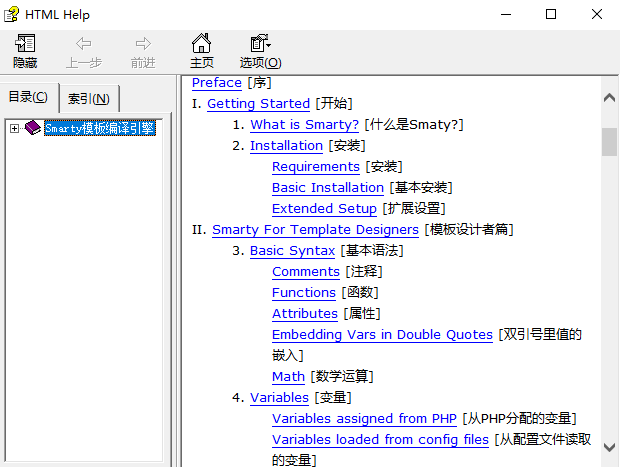 HTML Help
隐藏 上一步 前进 主页 选项(O)
目录(C) 索引(N)
Smarty模板编译引擎
Preface [序]
I. Getting Started [开始]
1. What is Smarty? [什么是Smaty?]
2. Installation [安装]
Requirements [安装]
Basic Installation [基本安装]
Extended Setup [扩展设置]
II. Smarty For Template Designers [模板设计者篇]
3. Basic Syntax [基本语法]
Comments [注释]
Functions [函数]
Attributes [属性]
Embedding Vars in Double Quotes [双引号里值的
嵌入]
Math [数学运算]
4. Variables [变量]
Variables assigned from PHP [从PHP分配的变量]
Variables loaded from config files [从配置文件读取
的变量]